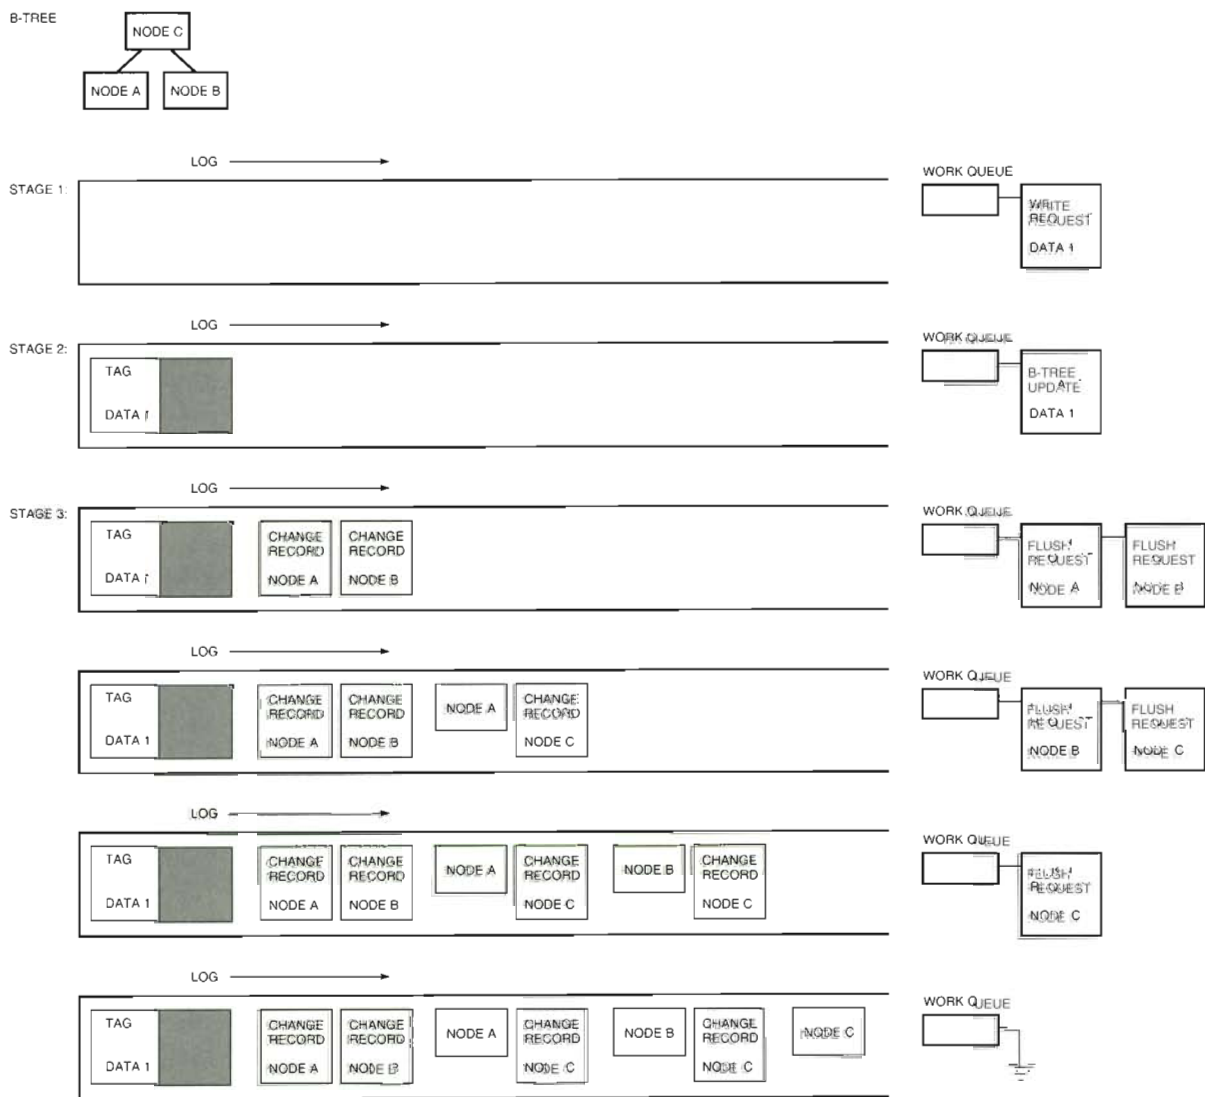 B-TREE
NODE C
NODE A NODE B
LOG
WORK QUEUE
STAGE 1:
WRITE
REQUEST
DATA 1
LOG
WORK QUEUE
STAGE 2:
TAG
B-TREE
UPDATE
DATA 1
DATA 1
LOG
WORK QUEUE
STAGE 3:
TAG
CHANGE RECORD
CHANGE RECORD
FLUSH REQUEST
FLUSH REQUEST
DATA 1
NODE A
NODE B
NODE A
NODE B
LOG
WORK QUEUE
TAG
CHANGE RECORD
CHANGE RECORD
NODE A
CHANGE RECORD
FLUSH REQUEST
FLUSH REQUEST
DATA 1
NODE A
NODE B
NODE C
NODE B
NODE C
LOG
WORK QUEUE
TAG
CHANGE RECORD
CHANGE RECORD
NODE A
CHANGE RECORD
NODE B
CHANGE RECORD
FLUSH REQUEST
DATA 1
NODE A
NODE B
NODE C
NODE C
NODE C
LOG
WORK QUEUE
TAG
CHANGE RECORD
CHANGE RECORD
NODE A
CHANGE RECORD
NODE B
CHANGE RECORD
NODE C
DATA 1
NODE A
NODE B
NODE C
NODE C